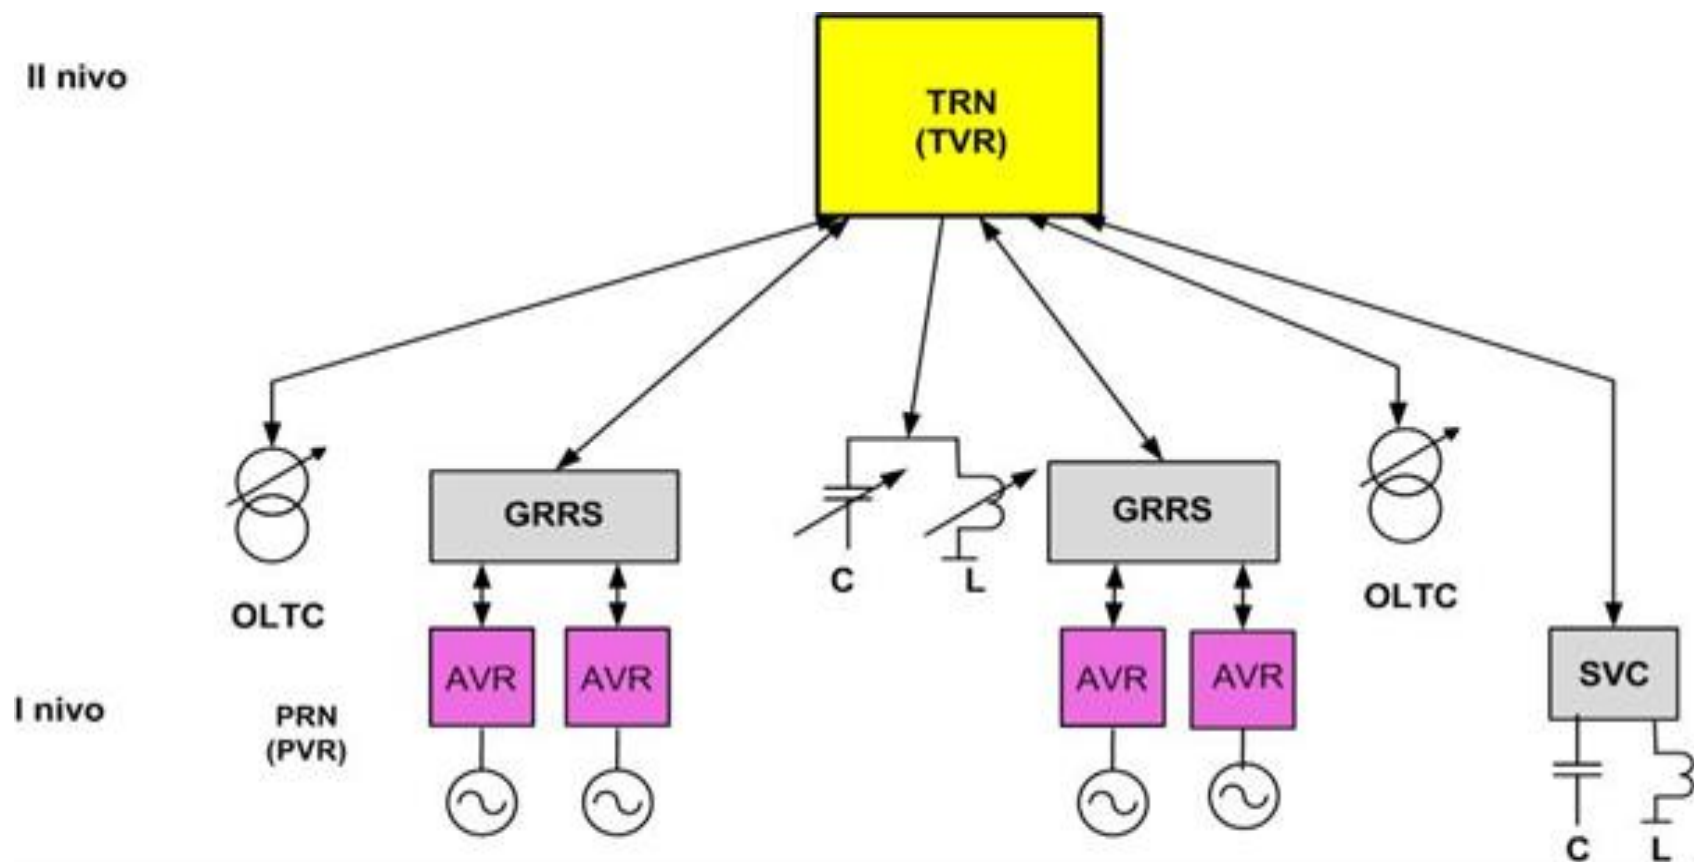 II nivo
TRN
(TVR)
GRRS
GRRS
C
L
OLTC
OLTC
AVR
AVR
AVR
AVR
SVC
I nivo
PRN
(PVR)
C
L